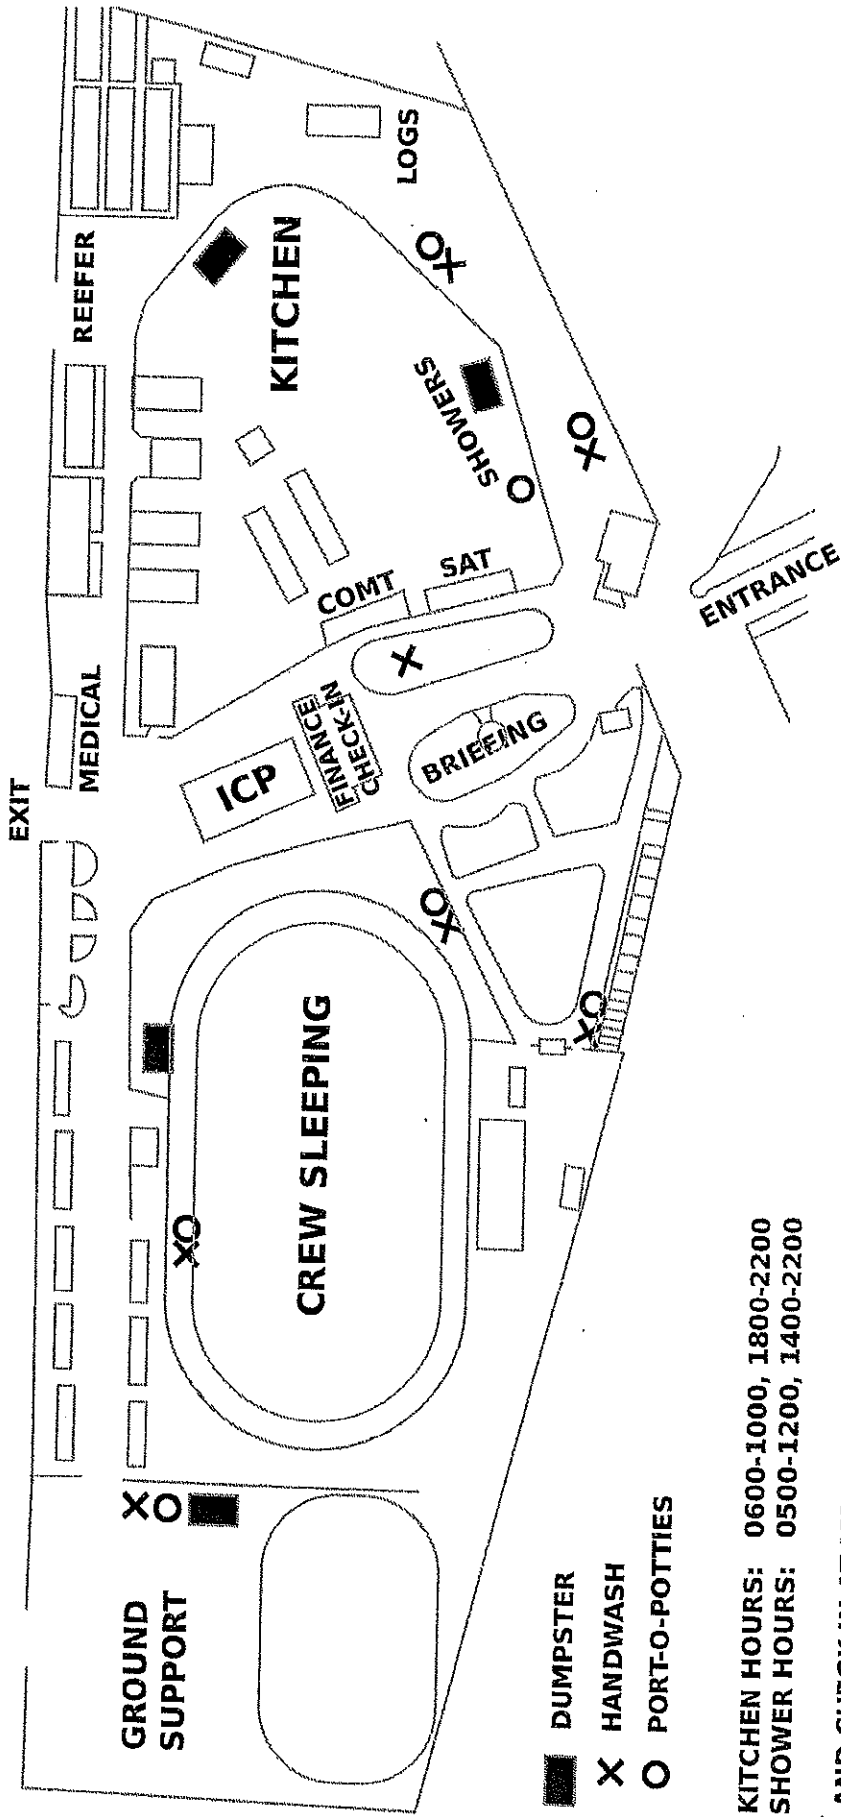 EXIT
REEFER
MEDICAL
LOGS
KITCHEN
SHOWERS
COMT
SAT
FINANCE
CHECK-IN
ICP
BRIEFING
ENTRANCE
CREW SLEEPING
GROUND
SUPPORT
DUMPSTER
X HANDWASH
O PORT-O-POTTIES
KITCHEN HOURS: 0600-1000, 1800-2200
SHOWER HOURS: 0500-1200, 1400-2200